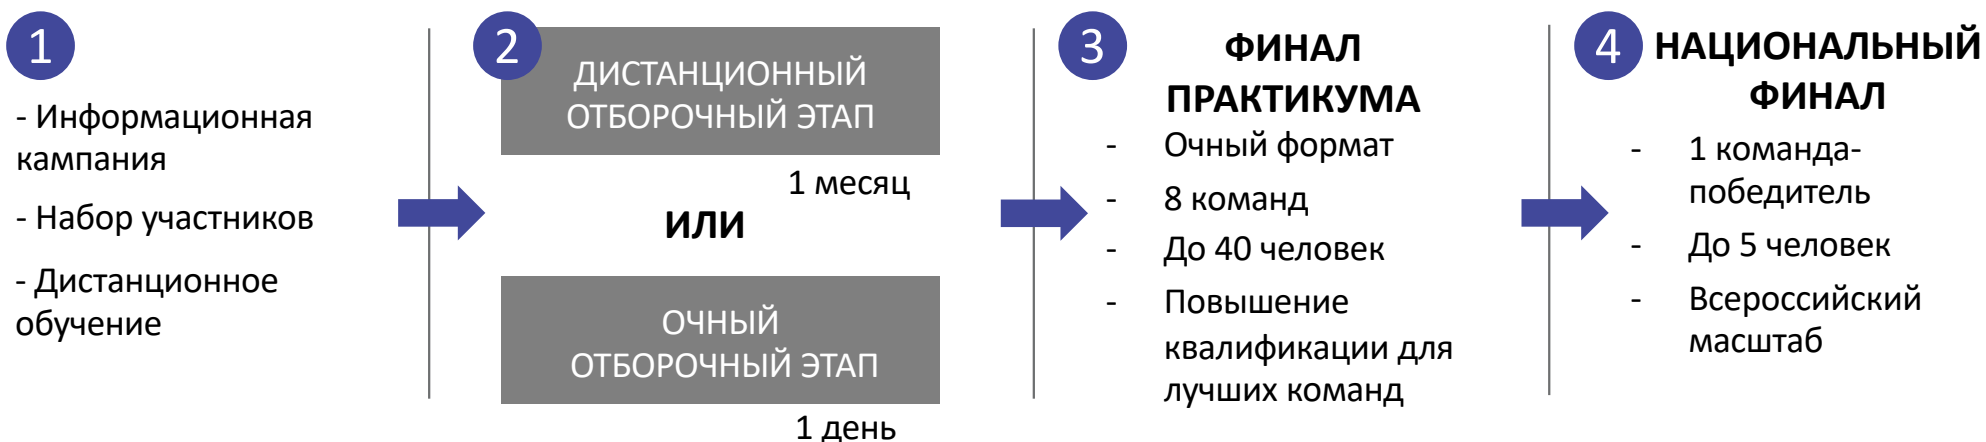 1
- Информационная
кампания
- Набор участников
- Дистанционное
обучение
2
ДИСТАНЦИОННЫЙ
ОТБОРОЧНЫЙ ЭТАП
1 месяц
ИЛИ
ОЧНЫЙ
ОТБОРОЧНЫЙ ЭТАП
1 день
3
ФИНАЛ
ПРАКТИКУМА
- Очный формат
- 8 команд
- До 40 человек
- Повышение
квалификации для
лучших команд
4
НАЦИОНАЛЬНЫЙ
ФИНАЛ
- 1 команда-
победитель
- До 5 человек
- Всероссийский
масштаб